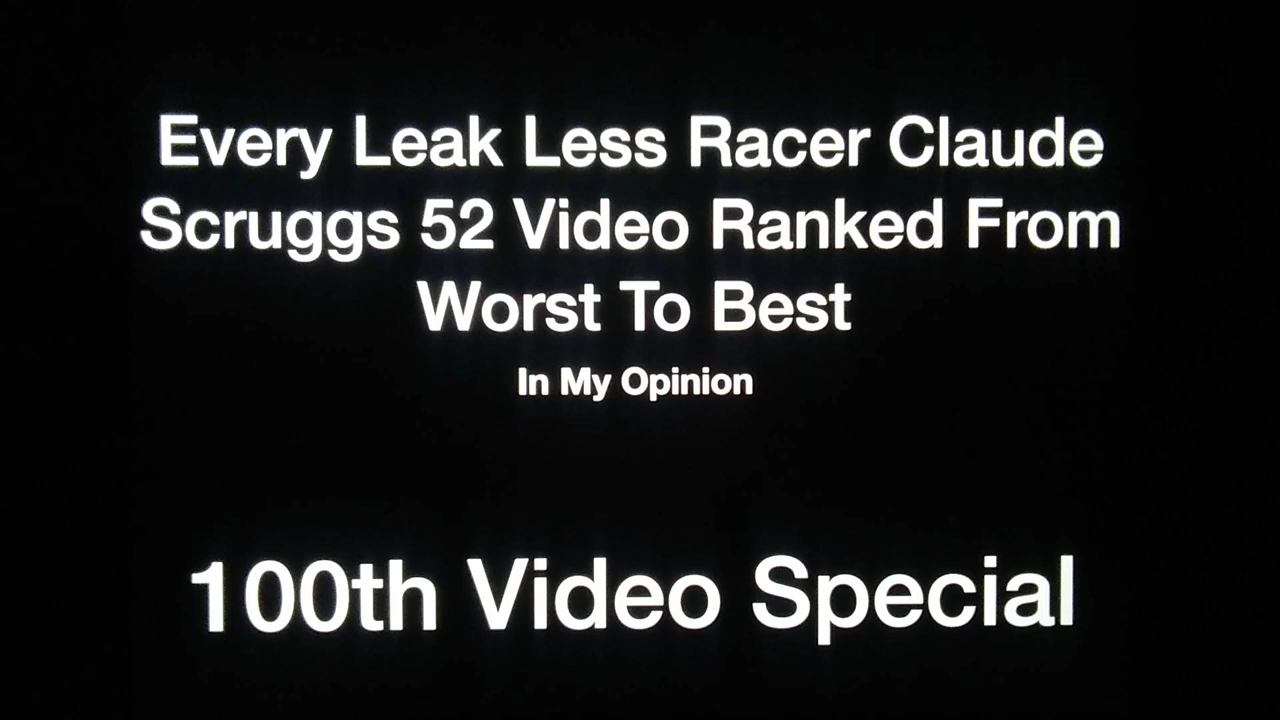 Every Leak Less Racer Claude
Scruggs 52 Video Ranked From
Worst To Best
In My Opinion
100th Video Special